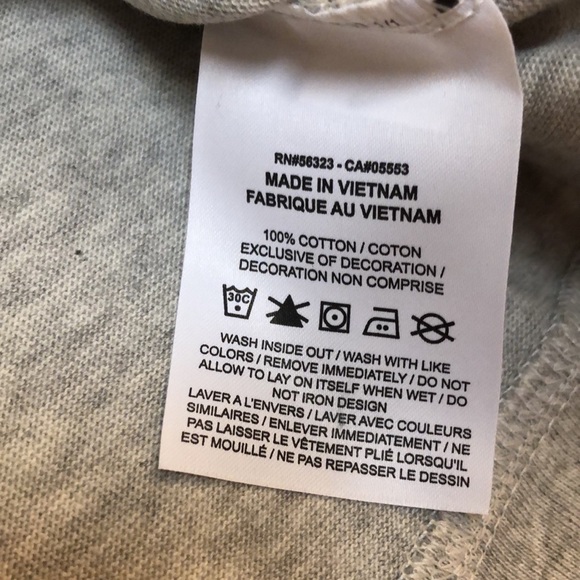 RN#56323 - CA#05553
MADE IN VIETNAM
FABRIQUE AU VIETNAM
100% COTTON / COTON
EXCLUSIVE OF DECORATION /
DECORATION NON COMPRISE
30C
WASH INSIDE OUT / WASH WITH LIKE
COLORS / REMOVE IMMEDIATELY / DO NOT
ALLOW TO LAY ON ITSELF WHEN WET / DO
NOT IRON DESIGN
LAVER A L'ENVERS / LAVER AVEC COULEURS
SIMILAIRES / ENLEVER IMMEDIATEMENT / NE
PAS LAISSER LE VÊTEMENT PLIÉ LORSQU'IL
EST MOUILLÉ / NE PAS REPASSER LE DESSIN